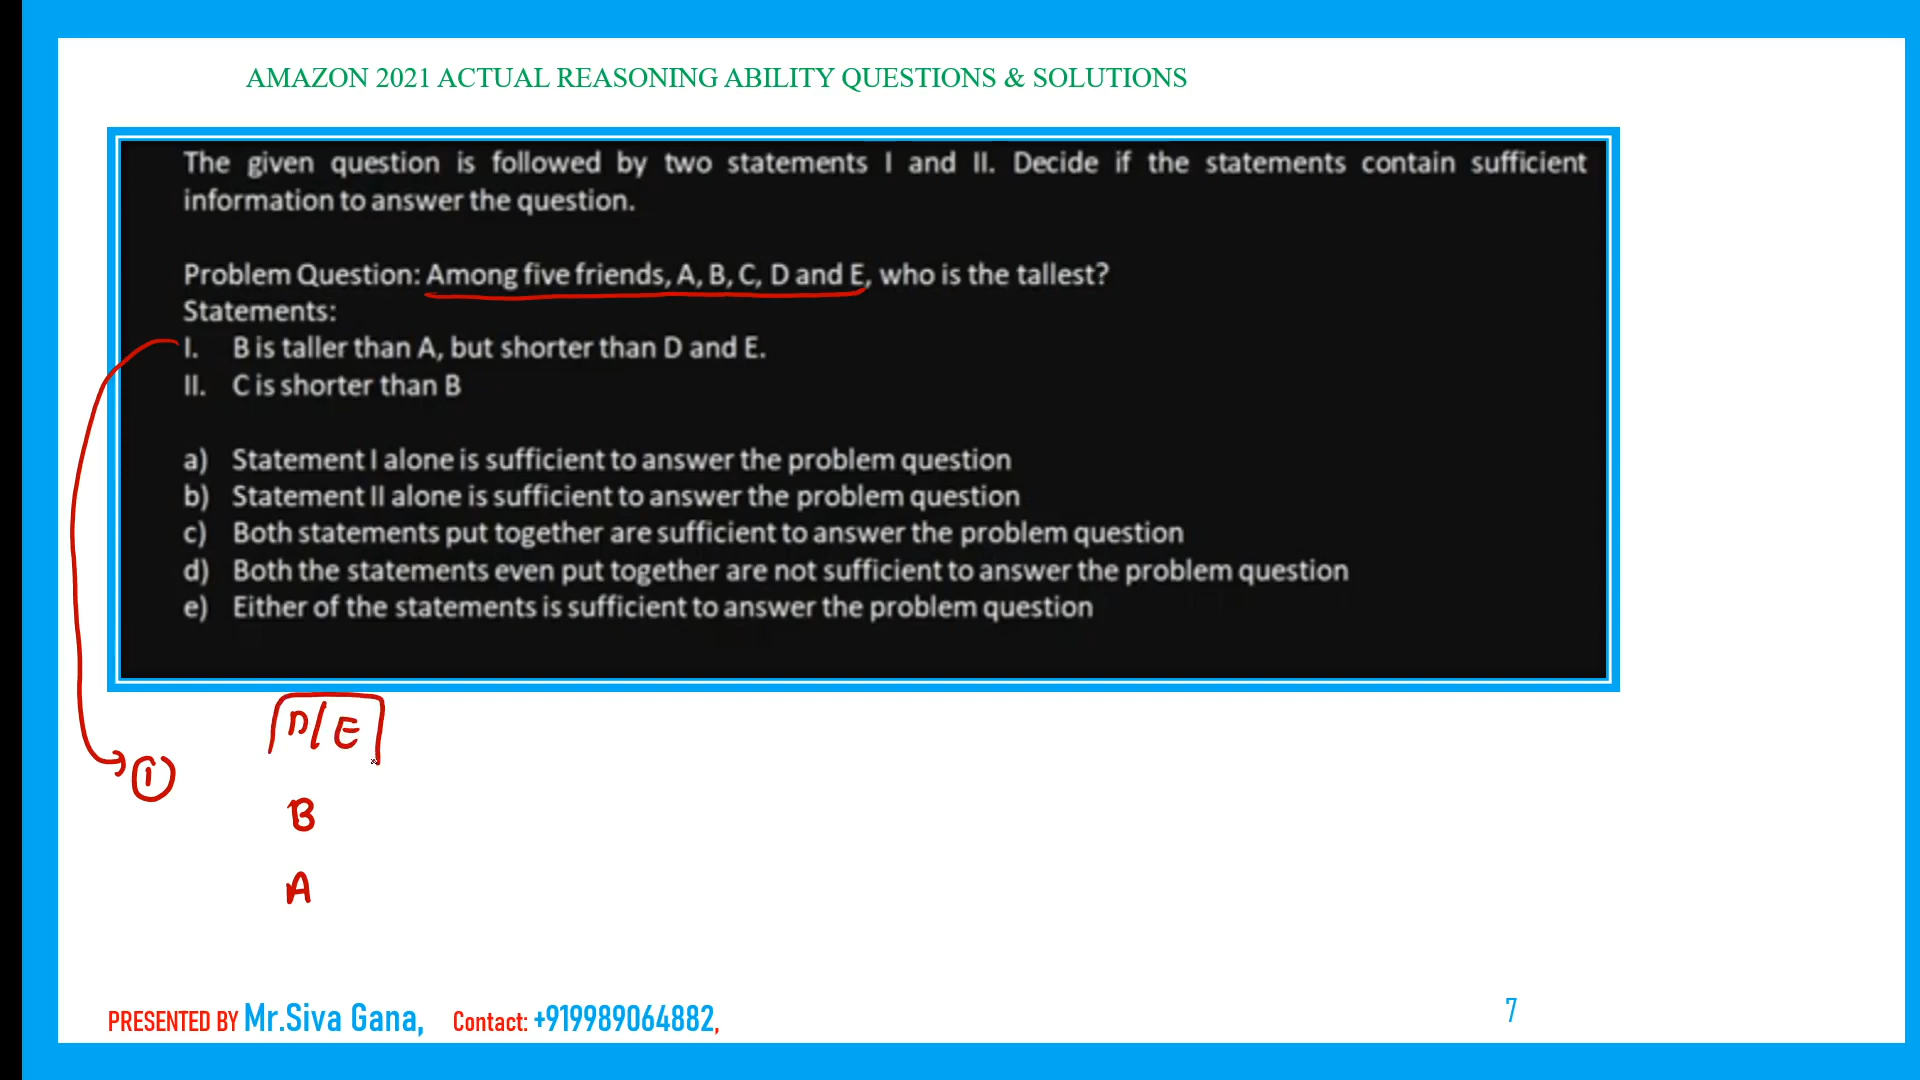 AMAZON 2021 ACTUAL REASONING ABILITY QUESTIONS & SOLUTIONS
The given question is followed by two statements I and II. Decide if the statements contain sufficient
information to answer the question.
Problem Question: Among five friends, A, B, C, D and E, who is the tallest?
Statements:
I. B is taller than A, but shorter than D and E.
II. C is shorter than B
a) Statement I alone is sufficient to answer the problem question
b) Statement II alone is sufficient to answer the problem question
c) Both statements put together are sufficient to answer the problem question
d) Both the statements even put together are not sufficient to answer the problem question
e) Either of the statements is sufficient to answer the problem question
D/E
①
B
A
PRESENTED BY Mr.Siva Gana, Contact: +919989064882,
7